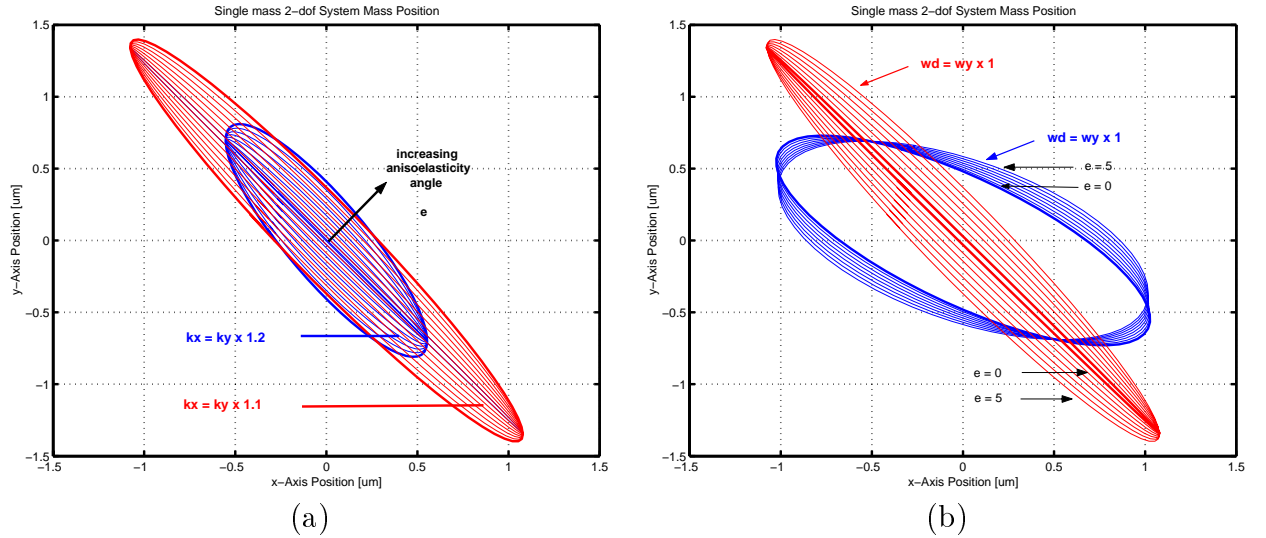 Single mass 2−dof System Mass Position
1.5
1
0.5
0
−0.5
−1
−1.5
y−Axis Position [um]
increasing
anisoelasticity
angle
e
kx = ky x 1.2
kx = ky x 1.1
−1.5
−1
−0.5
0
0.5
1
1.5
x−Axis Position [um]
(a)
Single mass 2−dof System Mass Position
1.5
1
0.5
0
−0.5
−1
−1.5
y−Axis Position [um]
wd = wy x 1
wd = wy x 1
e = 5
e = 0
e = 0
e = 5
−1.5
−1
−0.5
0
0.5
1
1.5
x−Axis Position [um]
(b)